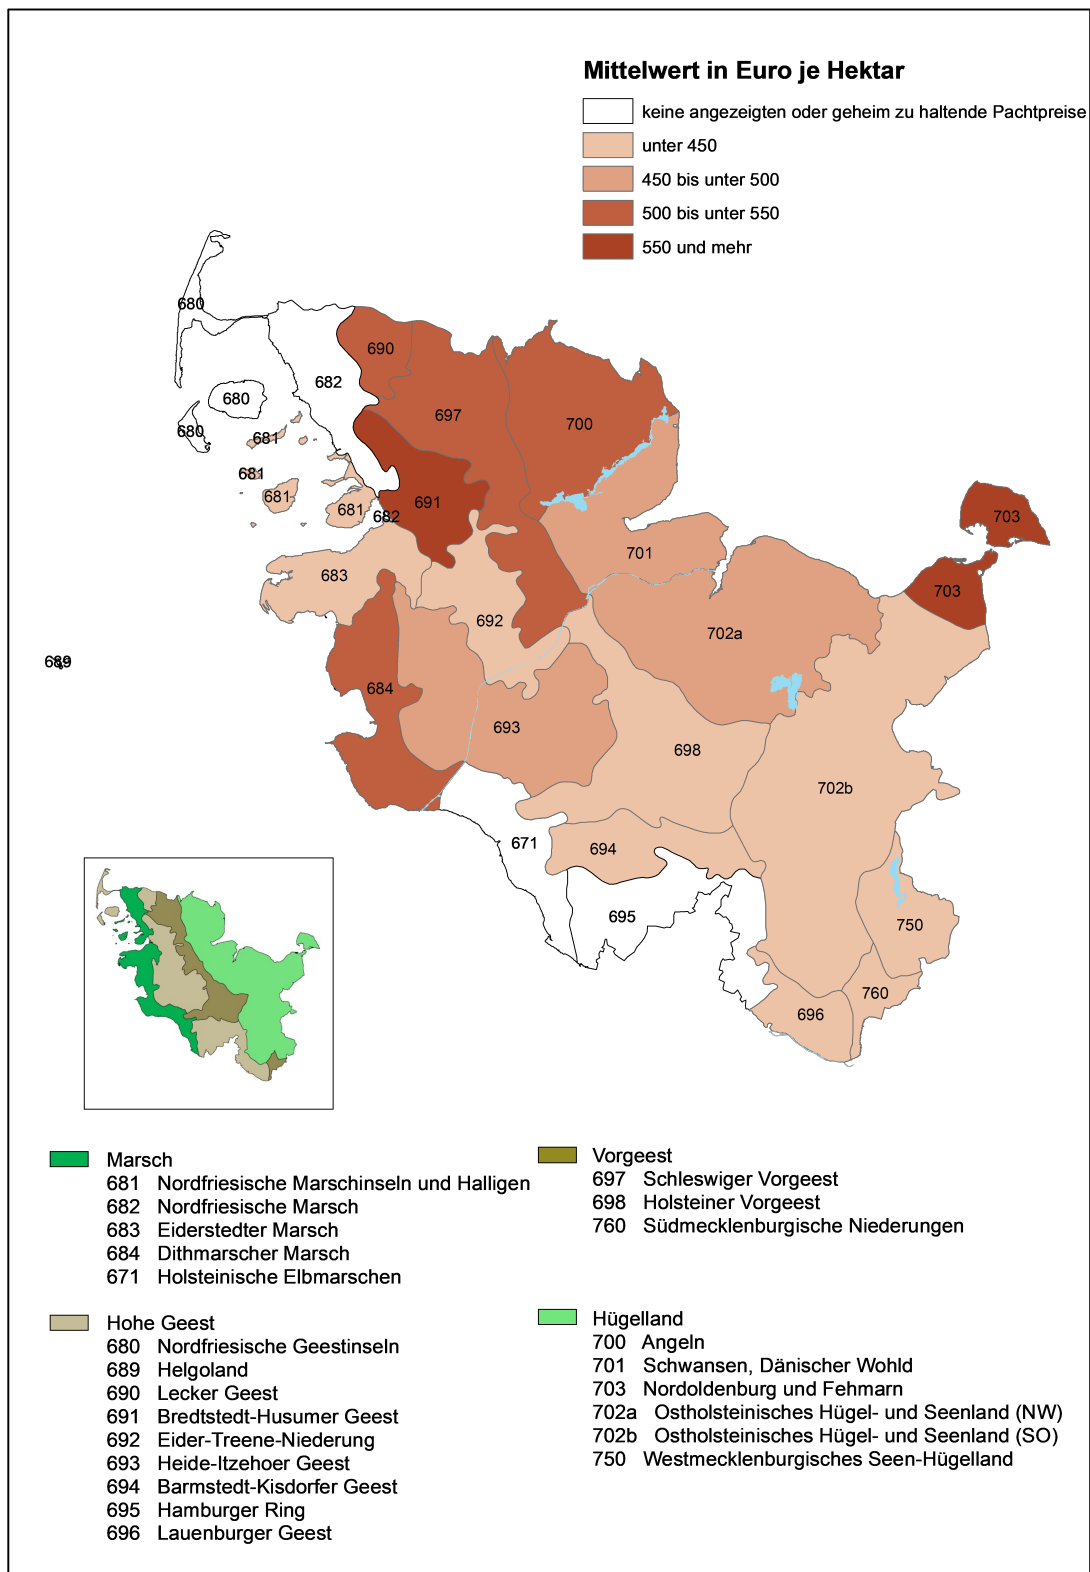 Mittelwert in Euro je Hektar
keine angezeigten oder geheim zu haltende Pachtpreise
unter 450
450 bis unter 500
500 bis unter 550
550 und mehr
680
690
682
680
697
700
680
681
681
681
691
681
682
703
701
683
703
692
702a
689
684
693
698
702b
671
694
695
750
760
696
Marsch
681 Nordfriesische Marschinseln und Halligen
682 Nordfriesische Marsch
683 Eiderstedter Marsch
684 Dithmarscher Marsch
671 Holsteinische Elbmarschen
Hohe Geest
680 Nordfriesische Geestinseln
689 Helgoland
690 Lecker Geest
691 Bredtstedt-Husumer Geest
692 Eider-Treene-Niederung
693 Heide-Itzehoer Geest
694 Barmstedt-Kisdorfer Geest
695 Hamburger Ring
696 Lauenburger Geest
Vorgeest
697 Schleswiger Vorgeest
698 Holsteiner Vorgeest
760 Südmecklenburgische Niederungen
Hügelland
700 Angeln
701 Schwansen, Dänischer Wohld
703 Nordoldenburg und Fehmarn
702a Ostholsteinisches Hügel- und Seenland (NW)
702b Ostholsteinisches Hügel- und Seenland (SO)
750 Westmecklenburgisches Seen-Hügelland